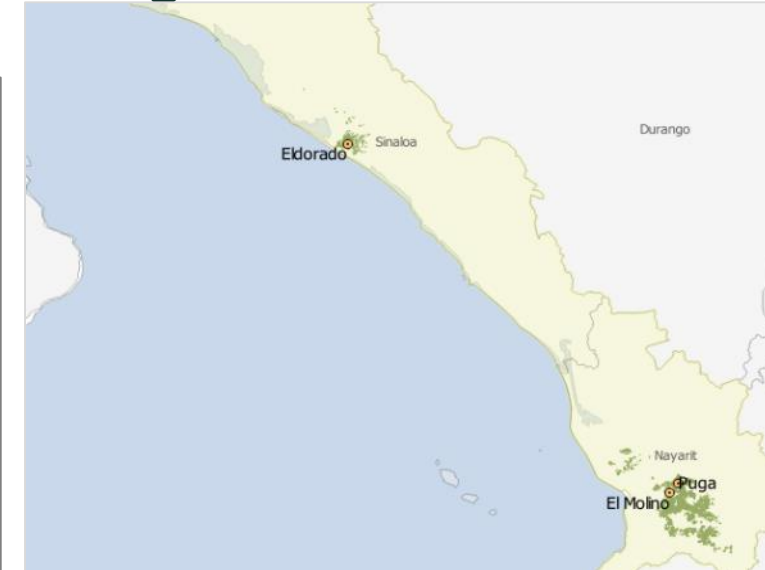 Durango
Sinaloa
Eldorado
Nayarit
Puga
El Molino